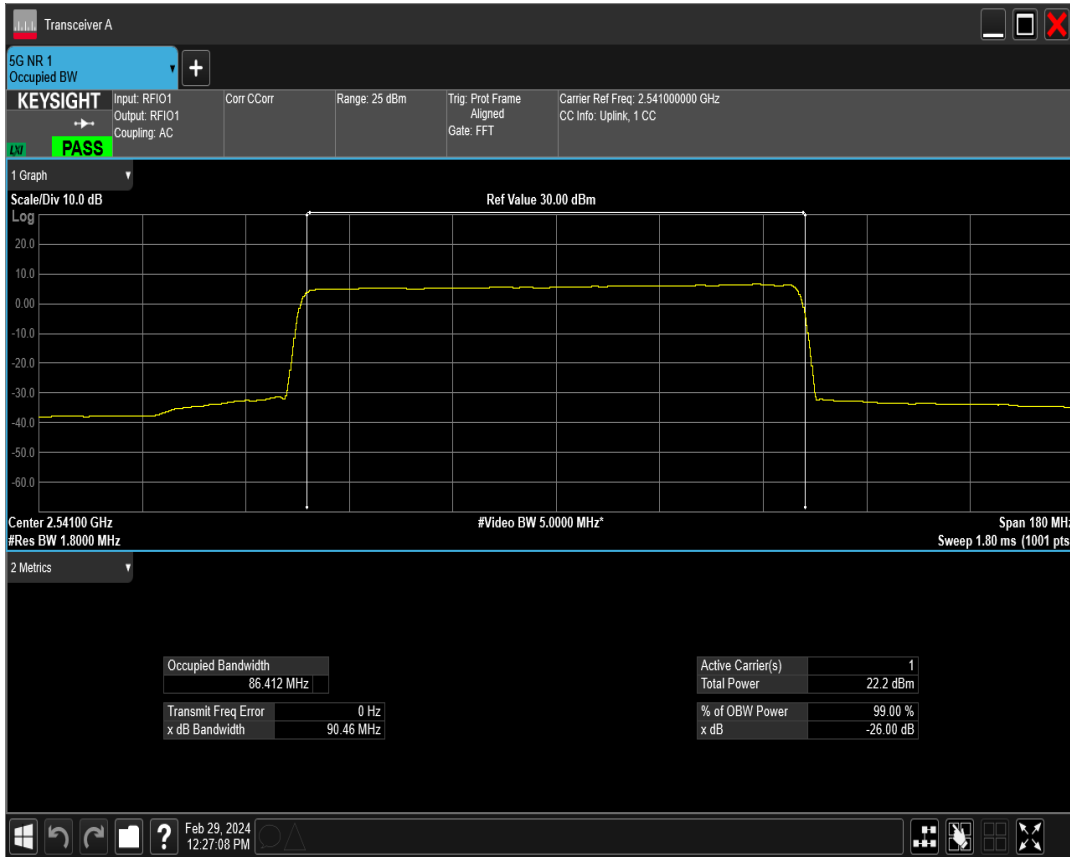 Transceiver A
5G NR 1
Occupied BW
KEYSIGHT
LXI
PASS
Input: RFIO1
Output: RFIO1
Coupling: AC
Corr CCorr
Range: 25 dBm
Trig: Prot Frame
Aligned
Gate: FFT
Carrier Ref Freq: 2.541000000 GHz
CC Info: Uplink, 1 CC
1 Graph
Scale/Div 10.0 dB
Ref Value 30.00 dBm
Log
20.0
10.0
0.00
-10.0
-20.0
-30.0
-40.0
-50.0
-60.0
Center 2.54100 GHz
#Video BW 5.0000 MHz*
Span 180 MHz
#Res BW 1.8000 MHz
Sweep 1.80 ms (1001 pts
2 Metrics
Occupied Bandwidth
86.412 MHz
Transmit Freq Error 0 Hz
x dB Bandwidth 90.46 MHz
Active Carrier(s) 1
Total Power 22.2 dBm
% of OBW Power 99.00 %
x dB -26.00 dB
?
Feb 29, 2024
12:27:08 PM